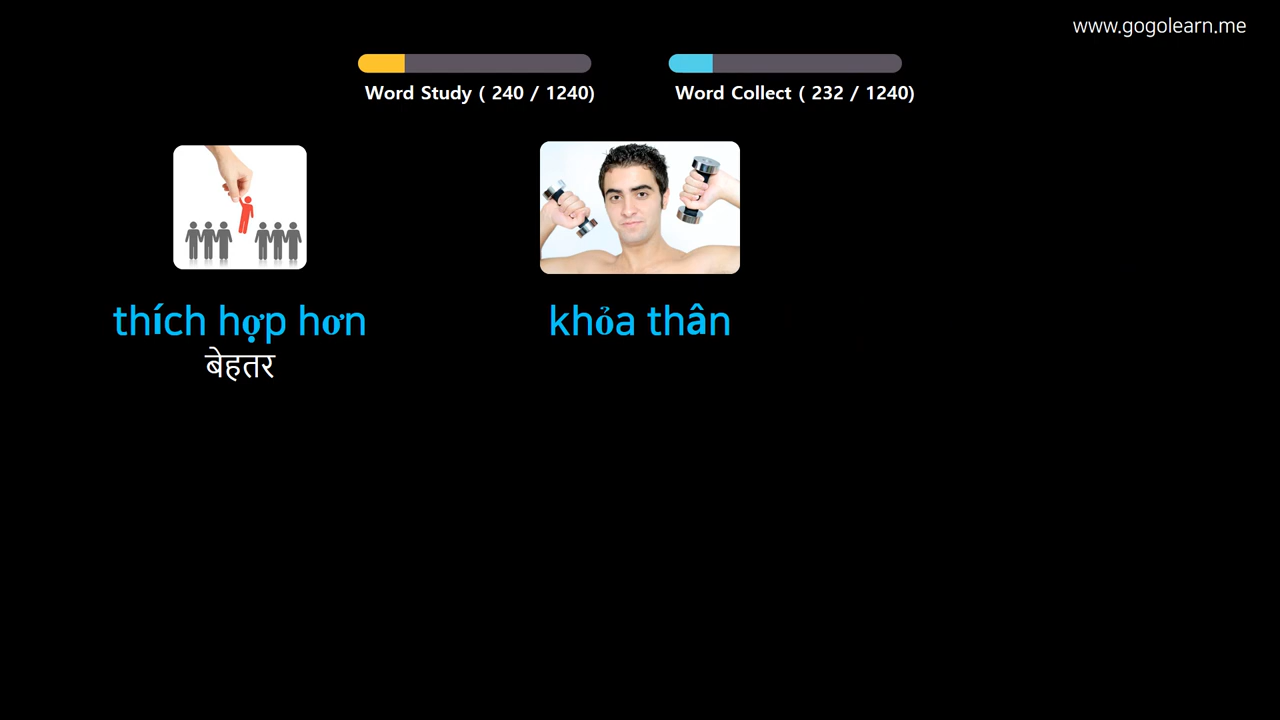 www.gogolearn.me
Word Study ( 240 / 1240)
Word Collect ( 232 / 1240)
thích hợp hơn
बेहतर
khỏa thân